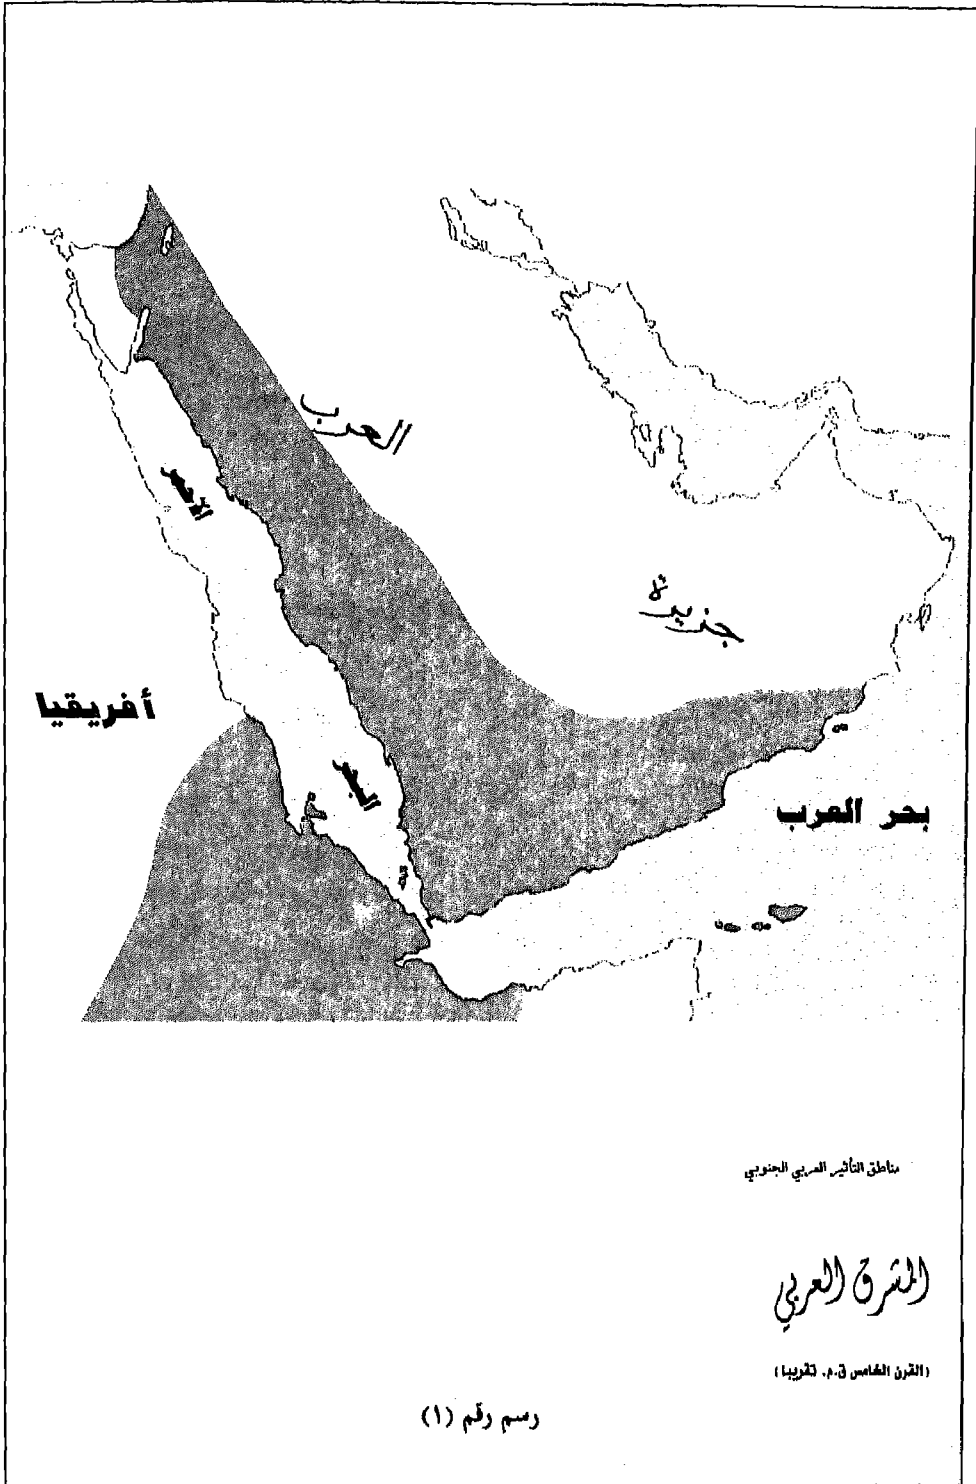 العرب
جزيرة
أفريقيا
بحر العرب
مناطق التأثير العربي الجنوبي
المشرق العربي
(القرن الخامس ق.م. تقريبا)
رسم رقم (١)